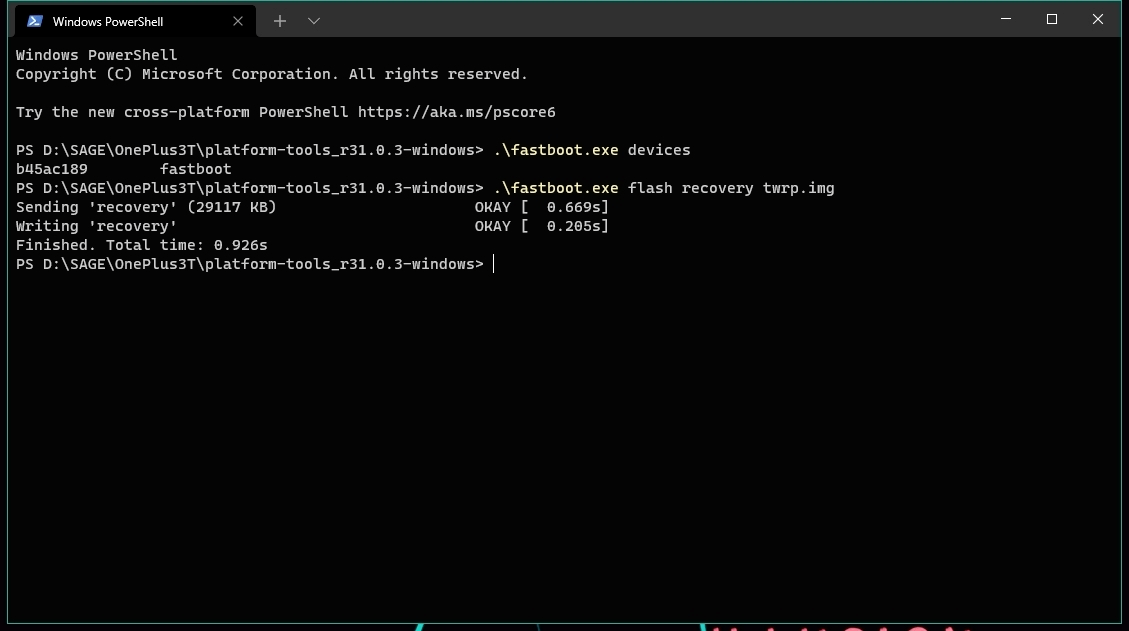 Windows PowerShell
Windows PowerShell
Copyright (C) Microsoft Corporation. All rights reserved.
Try the new cross-platform PowerShell https://aka.ms/pscore6
PS D:\SAGE\OnePlus3T\platform-tools_r31.0.3-windows> .\fastboot.exe devices
b45ac189        fastboot
PS D:\SAGE\OnePlus3T\platform-tools_r31.0.3-windows> .\fastboot.exe flash recovery twrp.img
Sending 'recovery' (29117 KB)                      OKAY [  0.669s]
Writing 'recovery'                                 OKAY [  0.205s]
Finished. Total time: 0.926s
PS D:\SAGE\OnePlus3T\platform-tools_r31.0.3-windows>